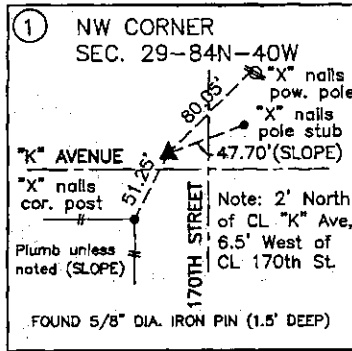 1 NW CORNER
SEC. 29-84N-40W
"X" nails
pow. pole
80.05'
"X" nails
pole stub
"K" AVENUE
47.70'(SLOPE)
"X" nails
cor. post
51.25'
Note: 2' North
of CL "K" Ave,
6.5' West of
CL 170th St.
Plumb unless
noted (SLOPE)
170TH STREET
FOUND 5/8" DIA. IRON PIN (1.5' DEEP)